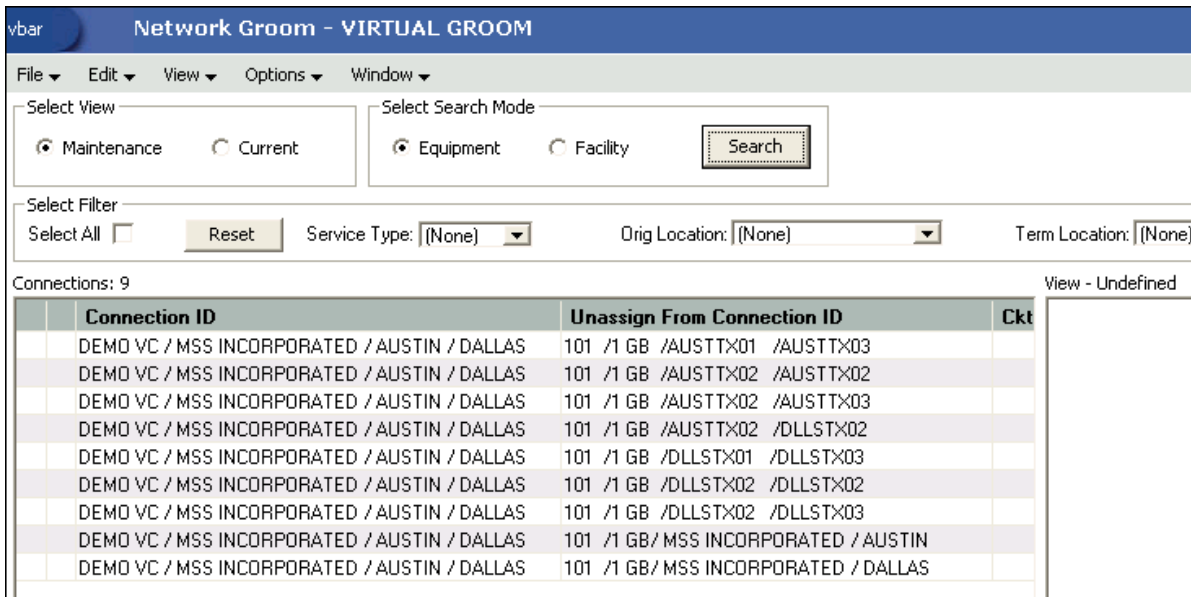 vbar Network Groom - VIRTUAL GROOM
File Edit View Options Window
Select View Select Search Mode
Maintenance Current Equipment Facility Search
Select Filter
Select All Reset Service Type: (None) Orig Location: (None) Term Location: (None)
Connections: 9 View - Undefined
Connection ID Unassign From Connection ID Ckt
DEMO VC / MSS INCORPORATED / AUSTIN / DALLAS 101 /1 GB /AUSTTX01 /AUSTTX03
DEMO VC / MSS INCORPORATED / AUSTIN / DALLAS 101 /1 GB /AUSTTX02 /AUSTTX02
DEMO VC / MSS INCORPORATED / AUSTIN / DALLAS 101 /1 GB /AUSTTX02 /AUSTTX03
DEMO VC / MSS INCORPORATED / AUSTIN / DALLAS 101 /1 GB /AUSTTX02 /DLLSTX02
DEMO VC / MSS INCORPORATED / AUSTIN / DALLAS 101 /1 GB /DLLSTX01 /DLLSTX03
DEMO VC / MSS INCORPORATED / AUSTIN / DALLAS 101 /1 GB /DLLSTX02 /DLLSTX02
DEMO VC / MSS INCORPORATED / AUSTIN / DALLAS 101 /1 GB /DLLSTX02 /DLLSTX03
DEMO VC / MSS INCORPORATED / AUSTIN / DALLAS 101 /1 GB/ MSS INCORPORATED / AUSTIN
DEMO VC / MSS INCORPORATED / AUSTIN / DALLAS 101 /1 GB/ MSS INCORPORATED / DALLAS